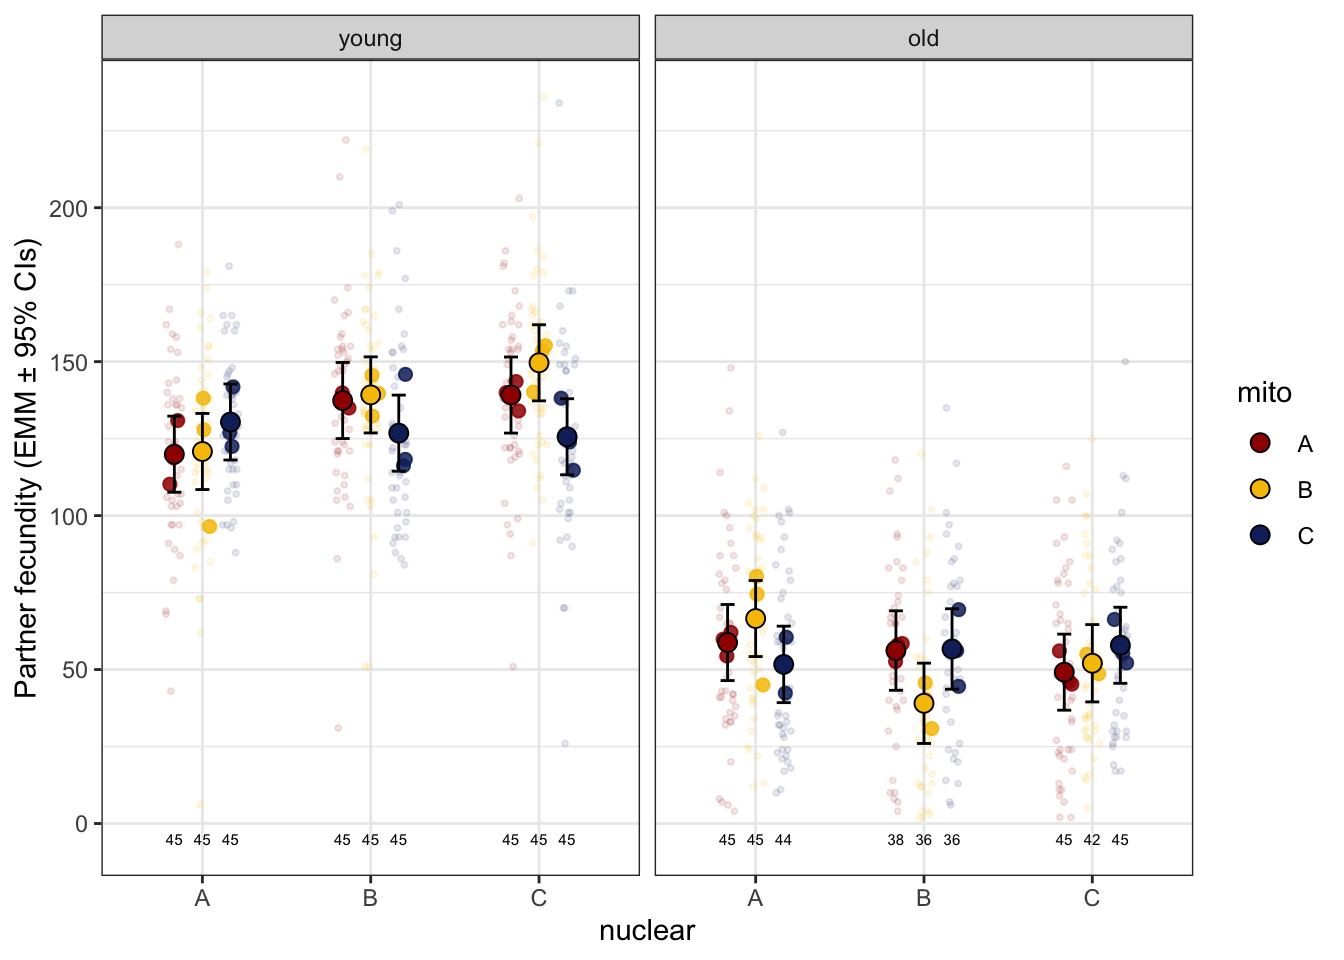 young old
Partner fecundity (EMM ± 95% CIs)
200
150
100
50
0
45 45 45 45 45 45 45 45 45
45 45 44 38 36 36 45 42 45
A B C A B C
nuclear
mito
A
B
C